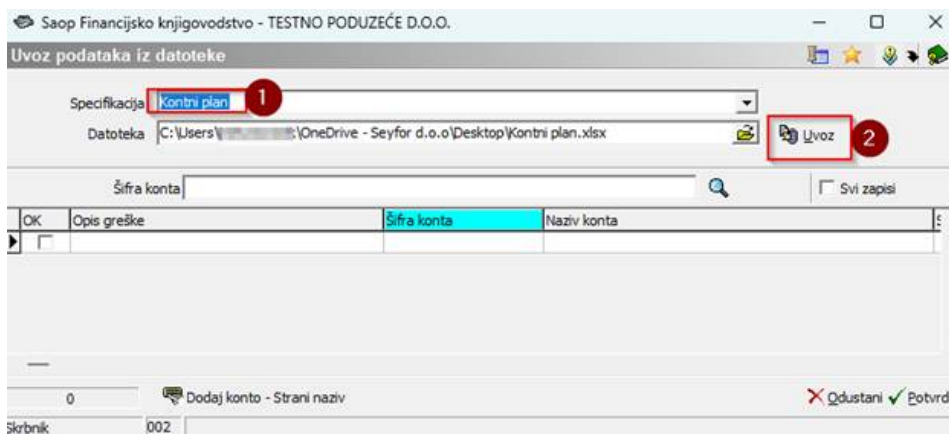 Saop Financijsko knjigovodstvo - TESTNO PODUZEĆE D.O.O.
Uvoz podataka iz datoteke
Specifikacija Kontni plan 1
Datoteka C:\Users\ \OneDrive - Seyfor d.o.o\Desktop\Kontni plan.xlsx Uvoz 2
Šifra konta Svi zapisi
OK Opis greške Šifra konta Naziv konta
0 Dodaj konto - Strani naziv Odustani Potvrd
Skrbnik 002